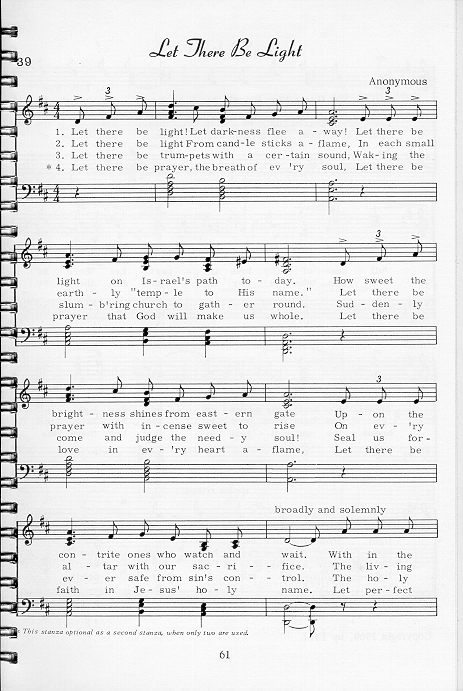 Let There Be Light
39
Anonymous
4 4 3 3
1. Let there be light! Let dark-ness flee a - way! Let there be
2. Let there be light From cand-le sticks a - flame, In each small
3. Let there be trum-pets with a cer - tain sound, Wak-ing the
* 4. Let there be prayer, the breath of ev 'ry soul, Let there be
3
light on Is-rael's path to - day. How sweet the
earth - ly "temp - le to His name." Let there be
slum - b'ring church to gath - er round. Sud - den - ly
prayer that God will make us whole. Let there be
3
bright - ness shines from east - ern gate Up - on the
prayer with in - cense sweet to rise On ev - 'ry
come and judge the need - y soul! Seal us for -
love in ev - 'ry heart a - flame, Let there be
broadly and solemnly
con - trite ones who watch and wait. With in the
al - tar with our sac - ri - fice. The liv - ing
ev - er safe from sin's con - trol. The ho - ly
faith in Je - sus' ho - ly name. Let per - fect
* This stanza optional as a second stanza, when only two are used.
61